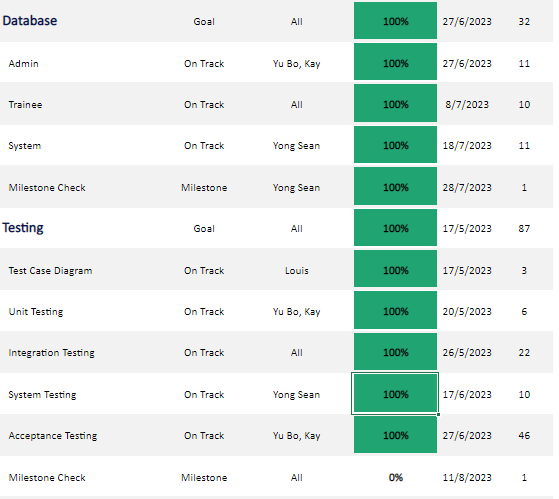 Database Goal All 100% 27/6/2023 32
Admin On Track Yu Bo, Kay 100% 27/6/2023 11
Trainee On Track All 100% 8/7/2023 10
System On Track Yong Sean 100% 18/7/2023 11
Milestone Check Milestone Yong Sean 100% 28/7/2023 1
Testing Goal All 100% 17/5/2023 87
Test Case Diagram On Track Louis 100% 17/5/2023 3
Unit Testing On Track Yu Bo, Kay 100% 20/5/2023 6
Integration Testing On Track All 100% 26/5/2023 22
System Testing On Track Yong Sean 100% 17/6/2023 10
Acceptance Testing On Track Yu Bo, Kay 100% 27/6/2023 46
Milestone Check Milestone All 0% 11/8/2023 1